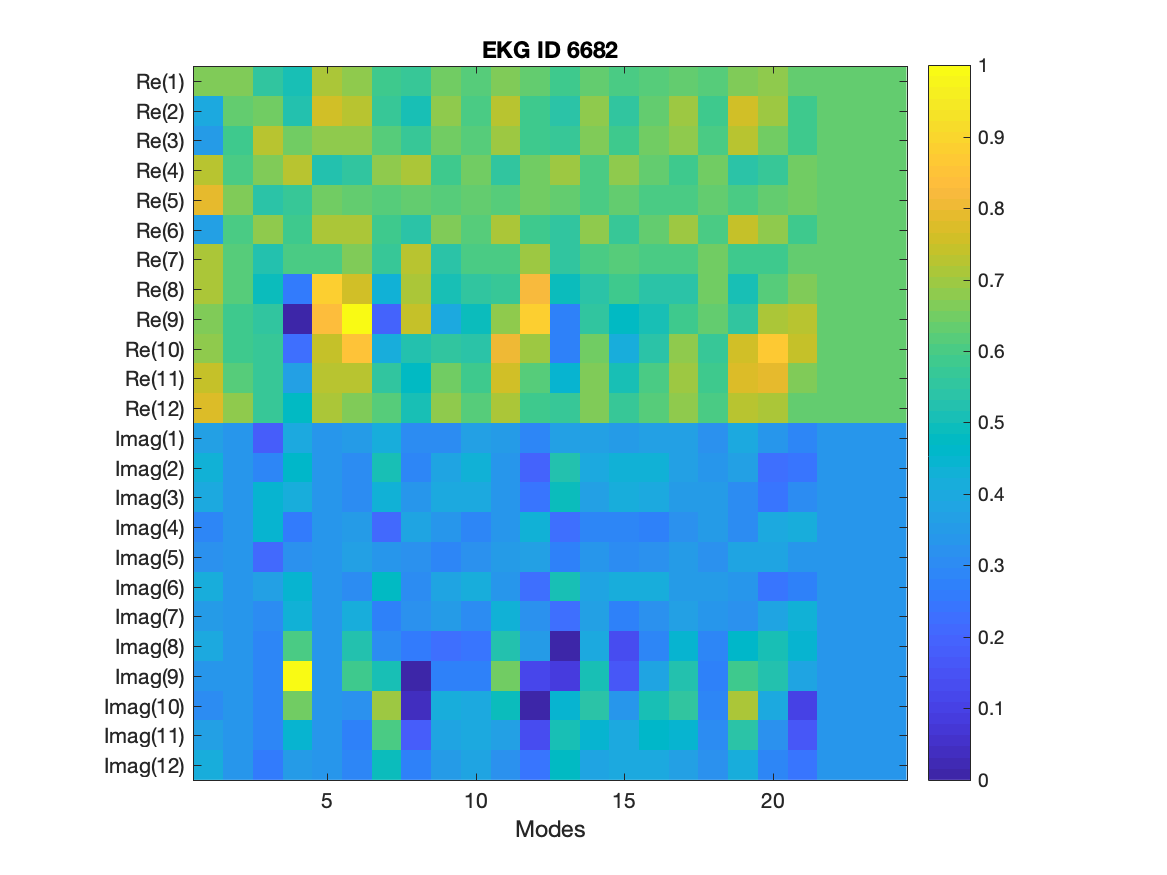 EKG ID 6682
Re(1)
Re(2)
Re(3)
Re(4)
Re(5)
Re(6)
Re(7)
Re(8)
Re(9)
Re(10)
Re(11)
Re(12)
Imag(1)
Imag(2)
Imag(3)
Imag(4)
Imag(5)
Imag(6)
Imag(7)
Imag(8)
Imag(9)
Imag(10)
Imag(11)
Imag(12)
5 10 15 20
Modes
1
0.9
0.8
0.7
0.6
0.5
0.4
0.3
0.2
0.1
0